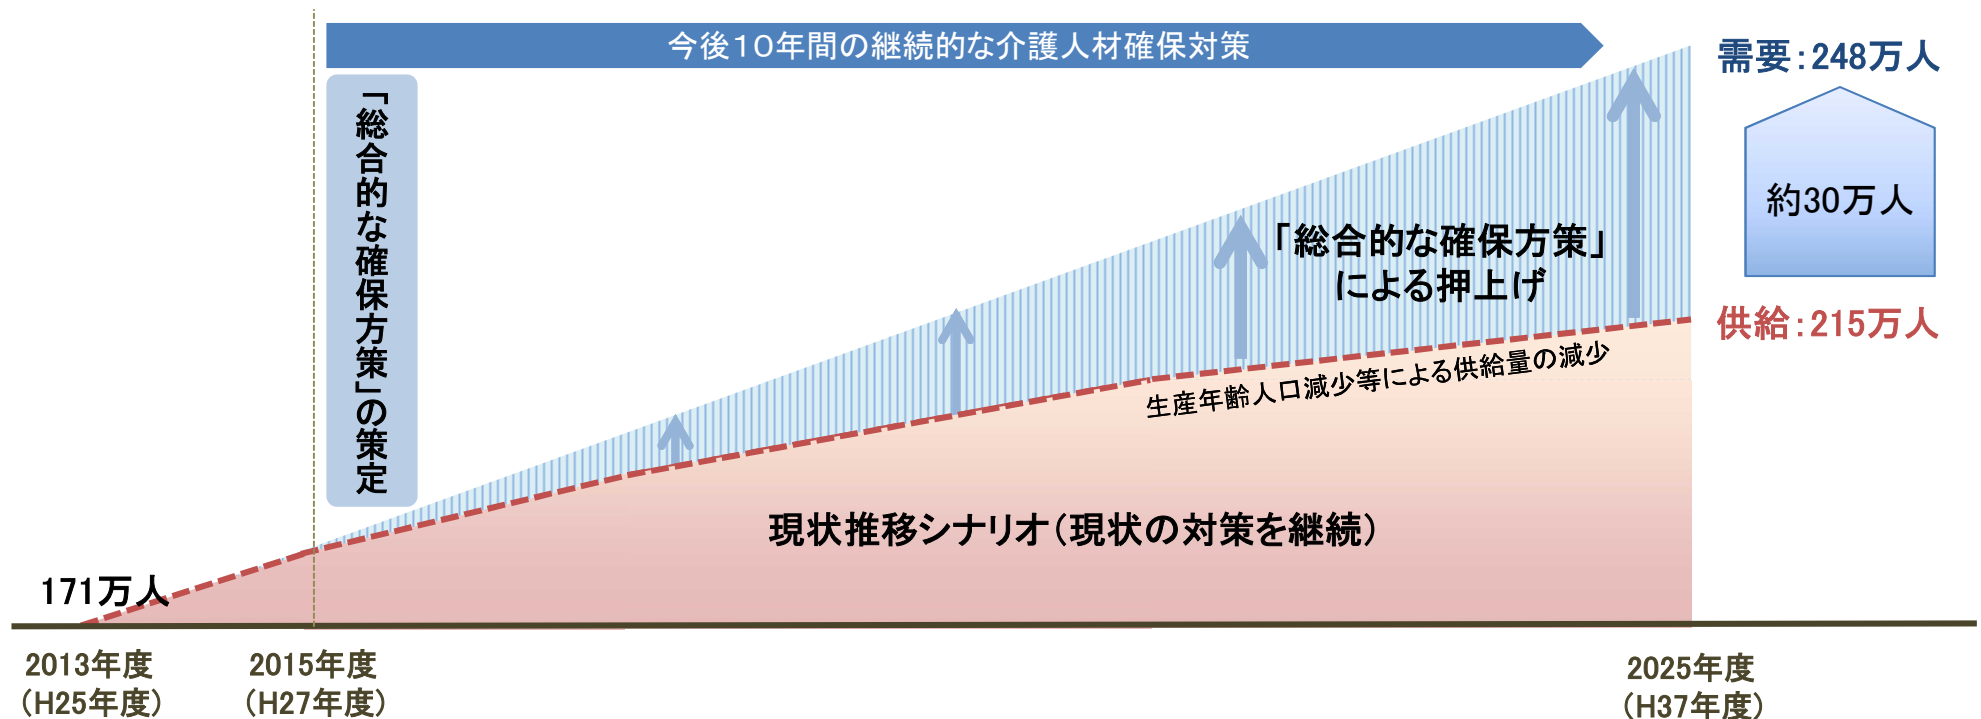 今後10年間の継続的な介護人材確保対策
「総合的な確保方策」の策定
需要：248万人
約30万人
供給：215万人
「総合的な確保方策」
による押上げ
生産年齢人口減少等による供給量の減少
現状推移シナリオ（現状の対策を継続）
171万人
2013年度
（H25年度）
2015年度
（H27年度）
2025年度
（H37年度）